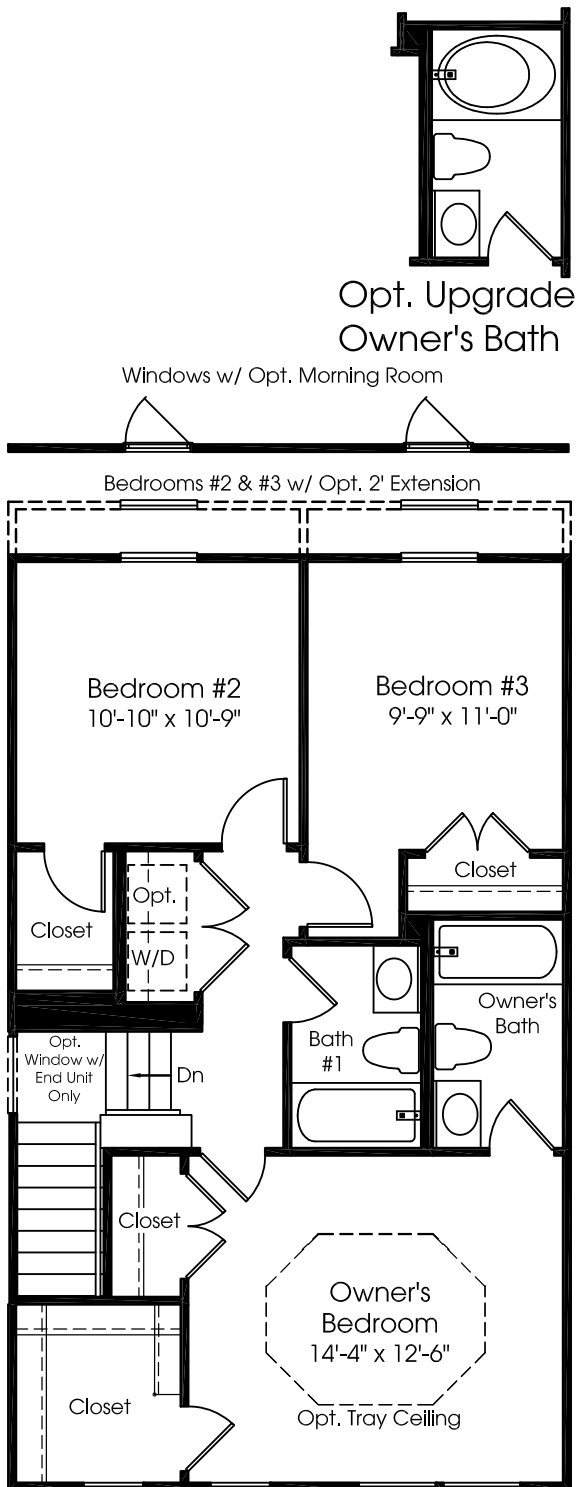 Opt. Upgrade
Owner's Bath
Windows w/ Opt. Morning Room
Bedrooms #2 & #3 w/ Opt. 2' Extension
Bedroom #2
10'-10" x 10'-9"
Bedroom #3
9'-9" x 11'-0"
Closet
Opt.
W/D
Closet
Owner's
Bath
Bath
#1
Opt.
Window w/
End Unit
Only
Dn
Closet
Owner's
Bedroom
14'-4" x 12'-6"
Opt. Tray Ceiling
Closet